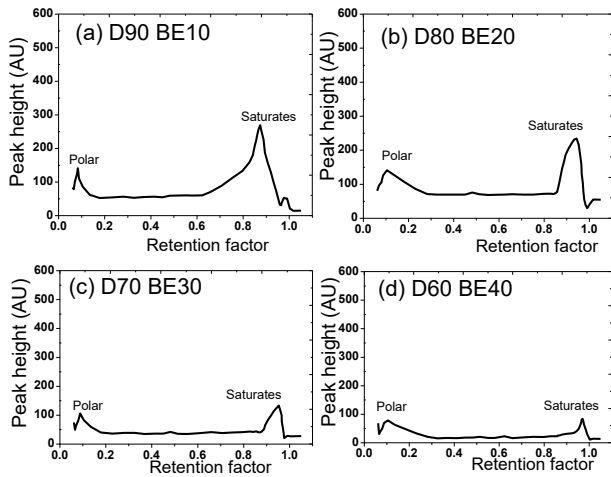 (a) D90 BE10
Peak height (AU)
600
500
400
300
200
100
0
Polar
Saturates
0.0 0.2 0.4 0.6 0.8 1.0
Retention factor
(b) D80 BE20
Peak height (AU)
600
500
400
300
200
100
0
Polar
Saturates
0.0 0.2 0.4 0.6 0.8 1.0
Retention factor
(c) D70 BE30
Peak height (AU)
600
500
400
300
200
100
0
Polar
Saturates
0.0 0.2 0.4 0.6 0.8 1.0
Retention factor
(d) D60 BE40
Peak height (AU)
600
500
400
300
200
100
0
Polar
Saturates
0.0 0.2 0.4 0.6 0.8 1.0
Retention factor